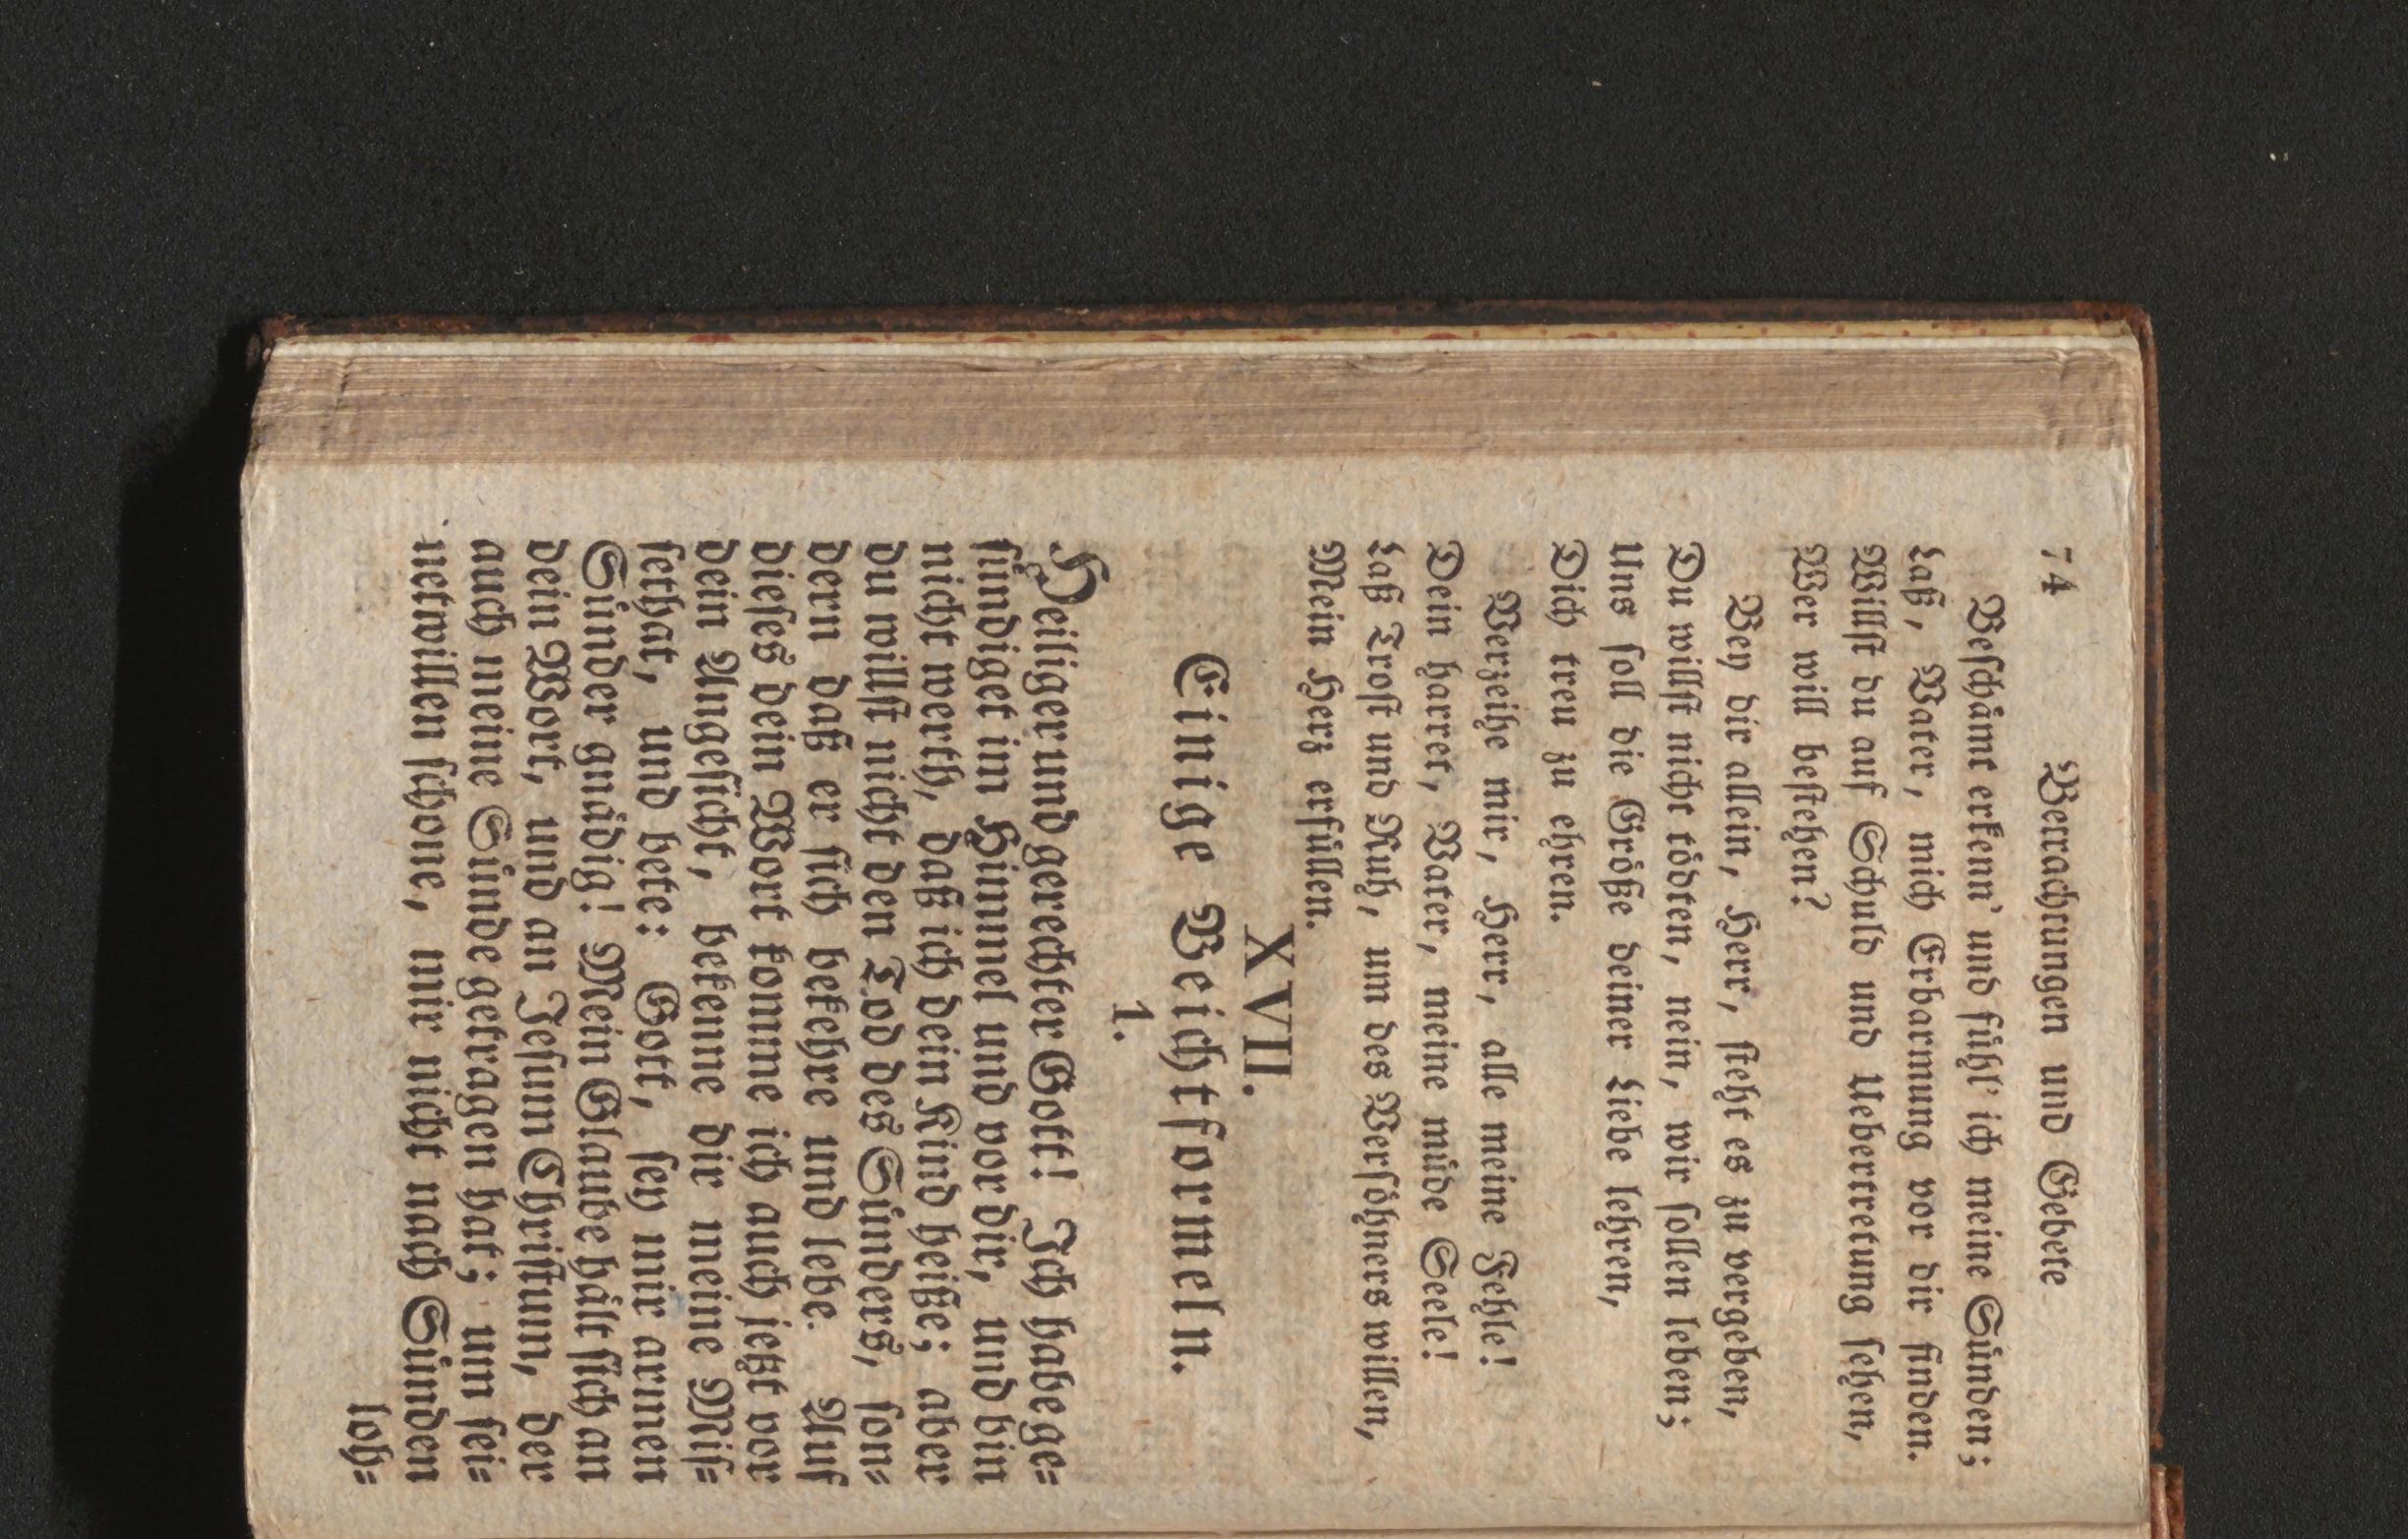 74 Betrachtungen und Gebete
Beschämt erkenn' und fühl' ich meine Sünden;
Laß, Vater, mich Erbarmung vor dir finden.
Willst du auf Schuld und Uebertretung sehen,
Wer will bestehen?
Bey dir allein, Herr, steht es zu vergeben,
Du willst nicht tödten, nein, wir sollen leben;
Uns soll die Größe deiner Liebe lehren,
Dich treu zu ehren.
Verzeihe mir, Herr, alle meine Fehle!
Dein harret, Vater, meine müde Seele!
Laß Trost und Ruh, um des Versöhners willen,
Mein Herz erfüllen.
XVII.
Einige Beichtformeln.
1.
Heiliger und gerechter Gott! Ich habe ge-
sündiget im Himmel und vor dir, und bin
nicht werth, daß ich dein Kind heiße; aber
du willst nicht den Tod des Sünders, son-
dern daß er sich bekehre und lebe. Auf
dieses dein Wort komme ich auch jetzt vor
dein Angesicht, bekenne dir meine Mis-
sethat, und bete: Gott, sey mir armen
Sünder gnädig! Mein Glaube hält sich an
dein Wort, und an Jesum Christum, der
auch meine Sünde getragen hat; um sei-
netwillen schone, mir nicht nach Sünden
loh-